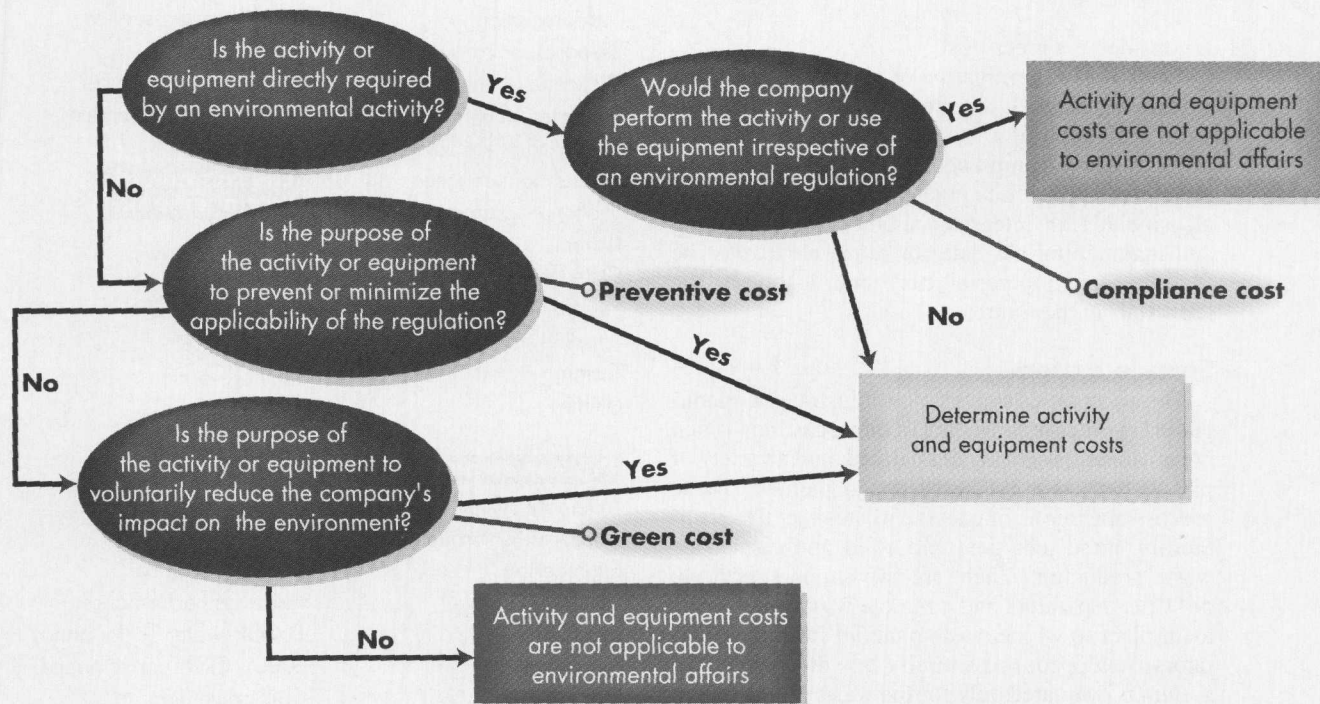 Is the activity or
equipment directly required
by an environmental activity?
Yes
Would the company
perform the activity or use
the equipment irrespective of
an environmental regulation?
Yes
Activity and equipment
costs are not applicable
to environmental affairs
No
Is the purpose of
the activity or equipment
to prevent or minimize the
applicability of the regulation?
Preventive cost
Compliance cost
No
Yes
No
Determine activity
and equipment costs
Is the purpose of
the activity or equipment to
voluntarily reduce the company's
impact on the environment?
Yes
Green cost
No
Activity and equipment costs
are not applicable to
environmental affairs